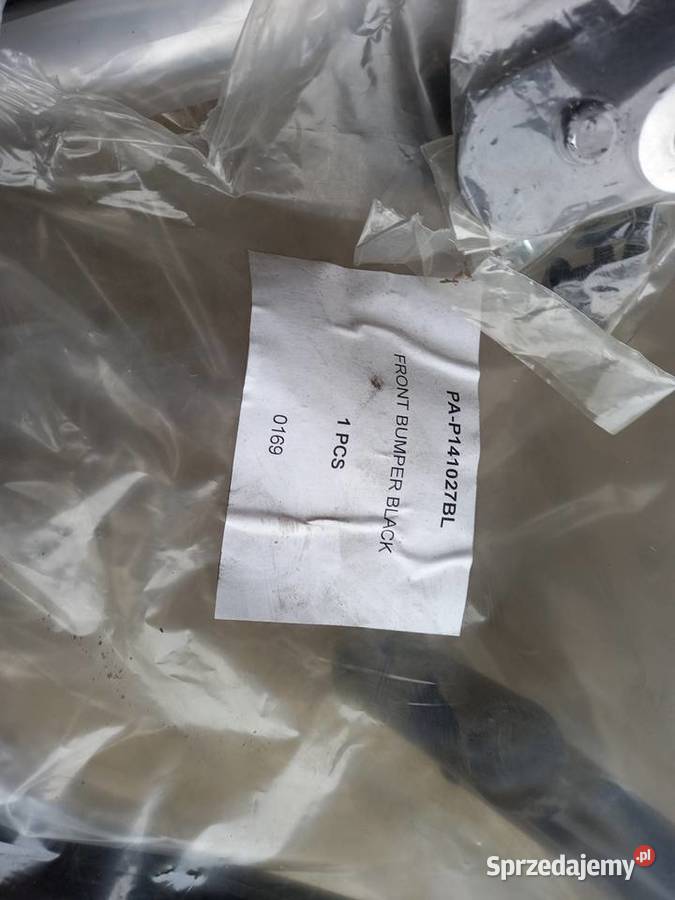 PA-P141027BL
FRONT BUMPER BLACK
1 PCS
0169
Sprzedajemy.pl